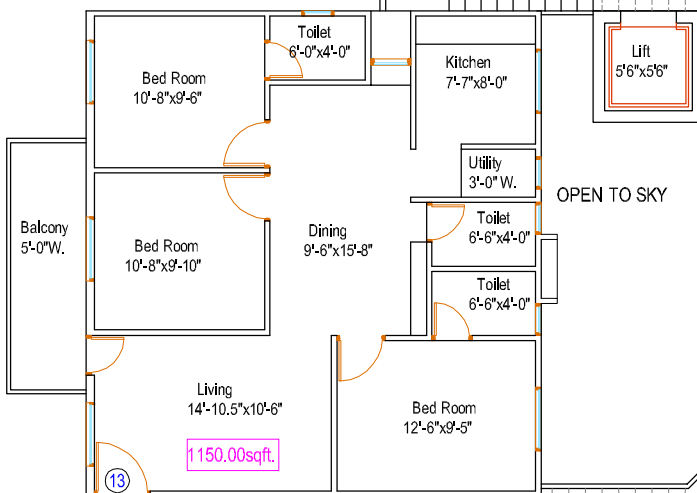 Toilet
6'-0"x4'-0"
Lift
5'6"x5'6"
Kitchen
7'-7"x8'-0"
Bed Room
10'-8"x9'-6"
Utility
3'-0" W.
OPEN TO SKY
Balcony
5'-0"W.
Toilet
6'-6"x4'-0"
Dining
9'-6"x15'-8"
Bed Room
10'-8"x9'-10"
Toilet
6'-6"x4'-0"
Living
14'-10.5"x10'-6"
Bed Room
12'-6"x9'-5"
1150.00sqft.
13